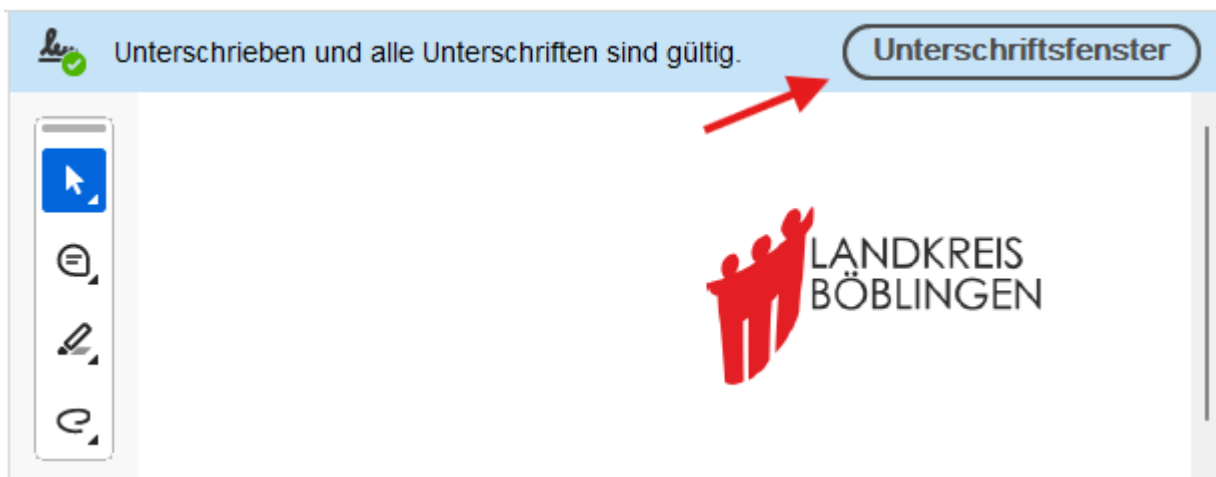 Unterschrieben und alle Unterschriften sind gültig.
Unterschriftsfenster
LANDKREIS
BÖBLINGEN